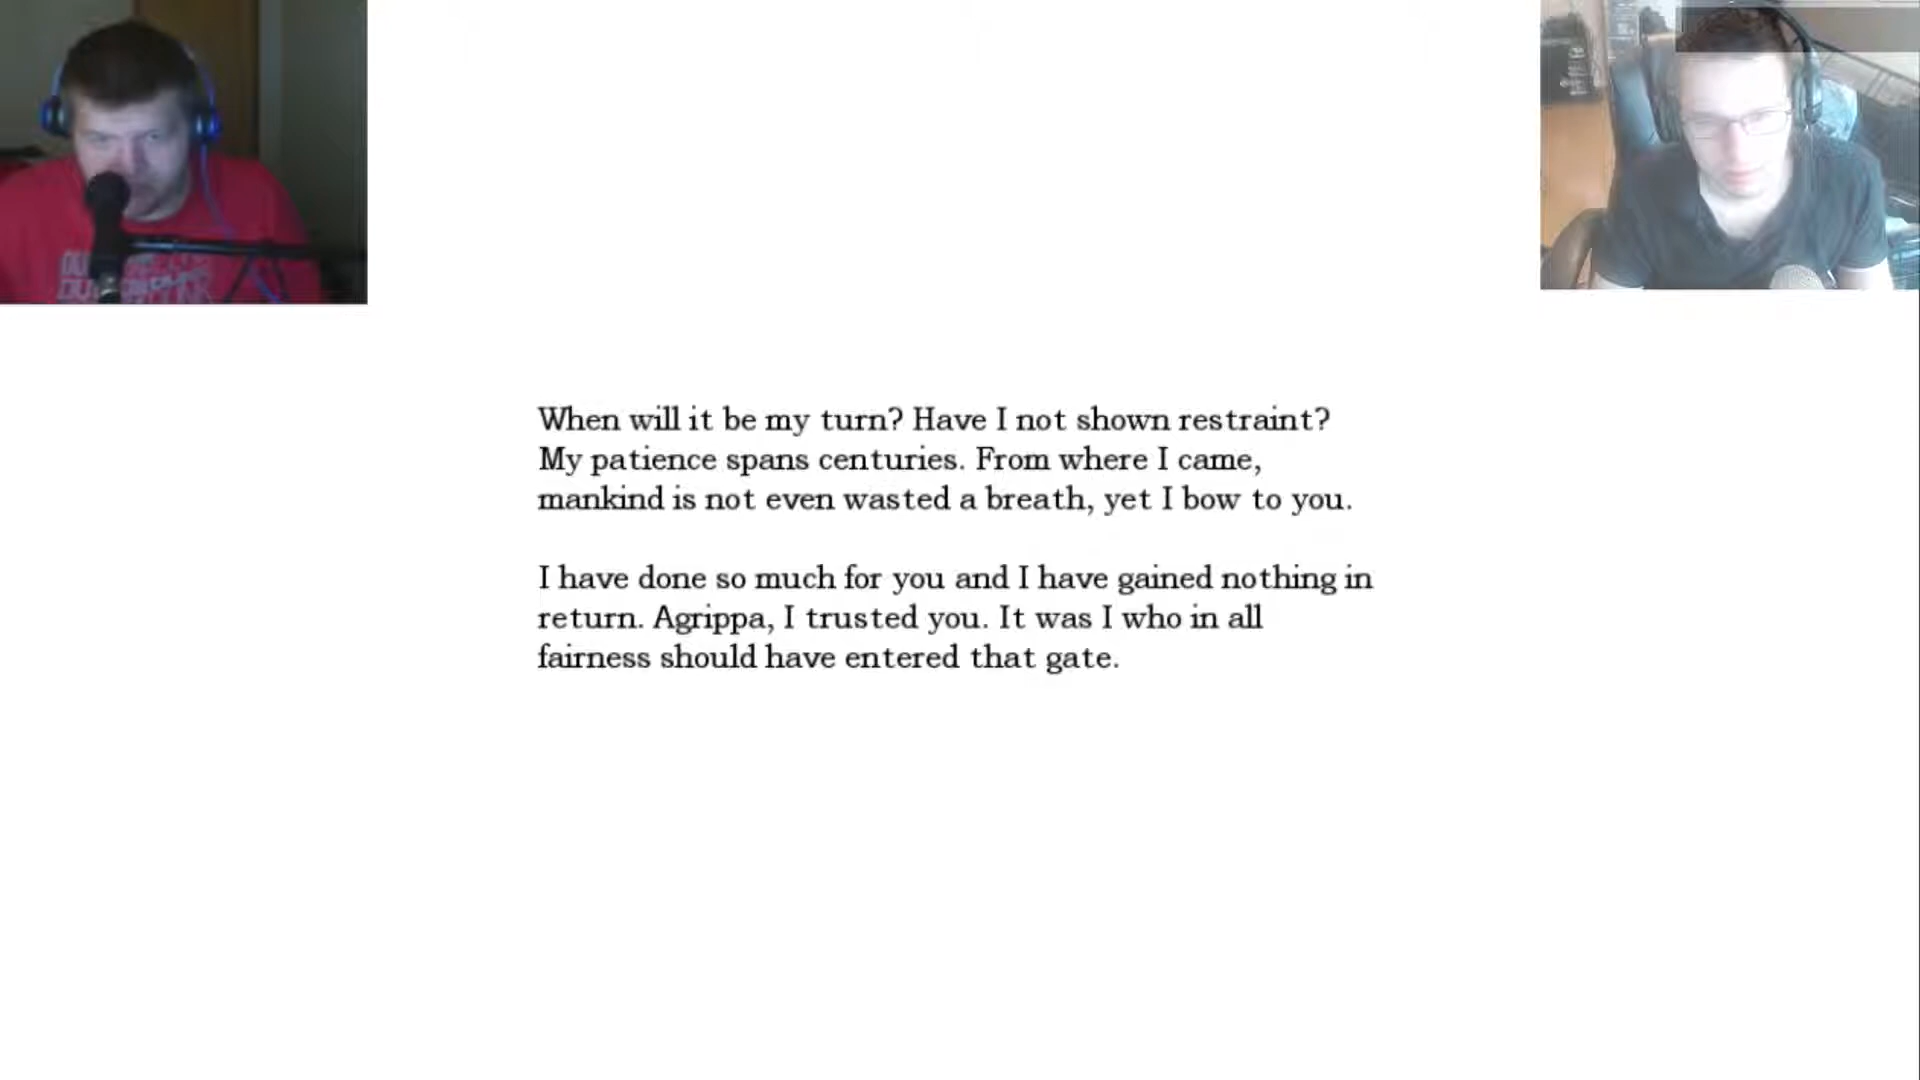 When will it be my turn? Have I not shown restraint?
My patience spans centuries. From where I came,
mankind is not even wasted a breath, yet I bow to you.
I have done so much for you and I have gained nothing in
return. Agrippa, I trusted you. It was I who in all
fairness should have entered that gate.